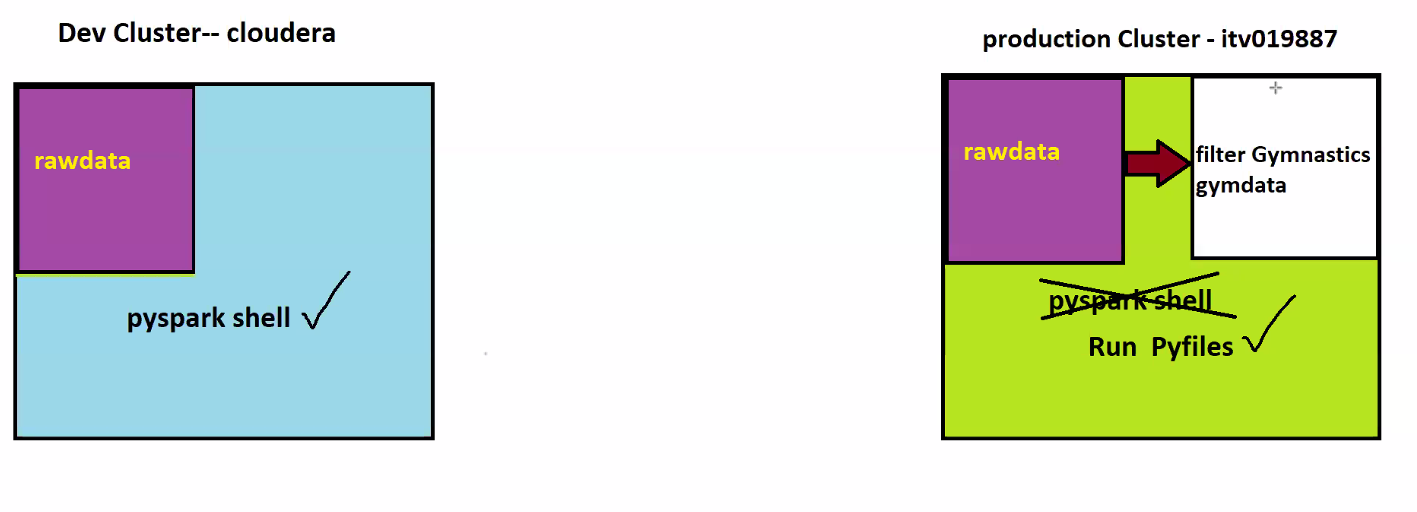 Dev Cluster-- cloudera
rawdata
pyspark shell
production Cluster - itv019887
rawdata
filter Gymnastics
gymdata
pyspark shell
Run Pyfiles